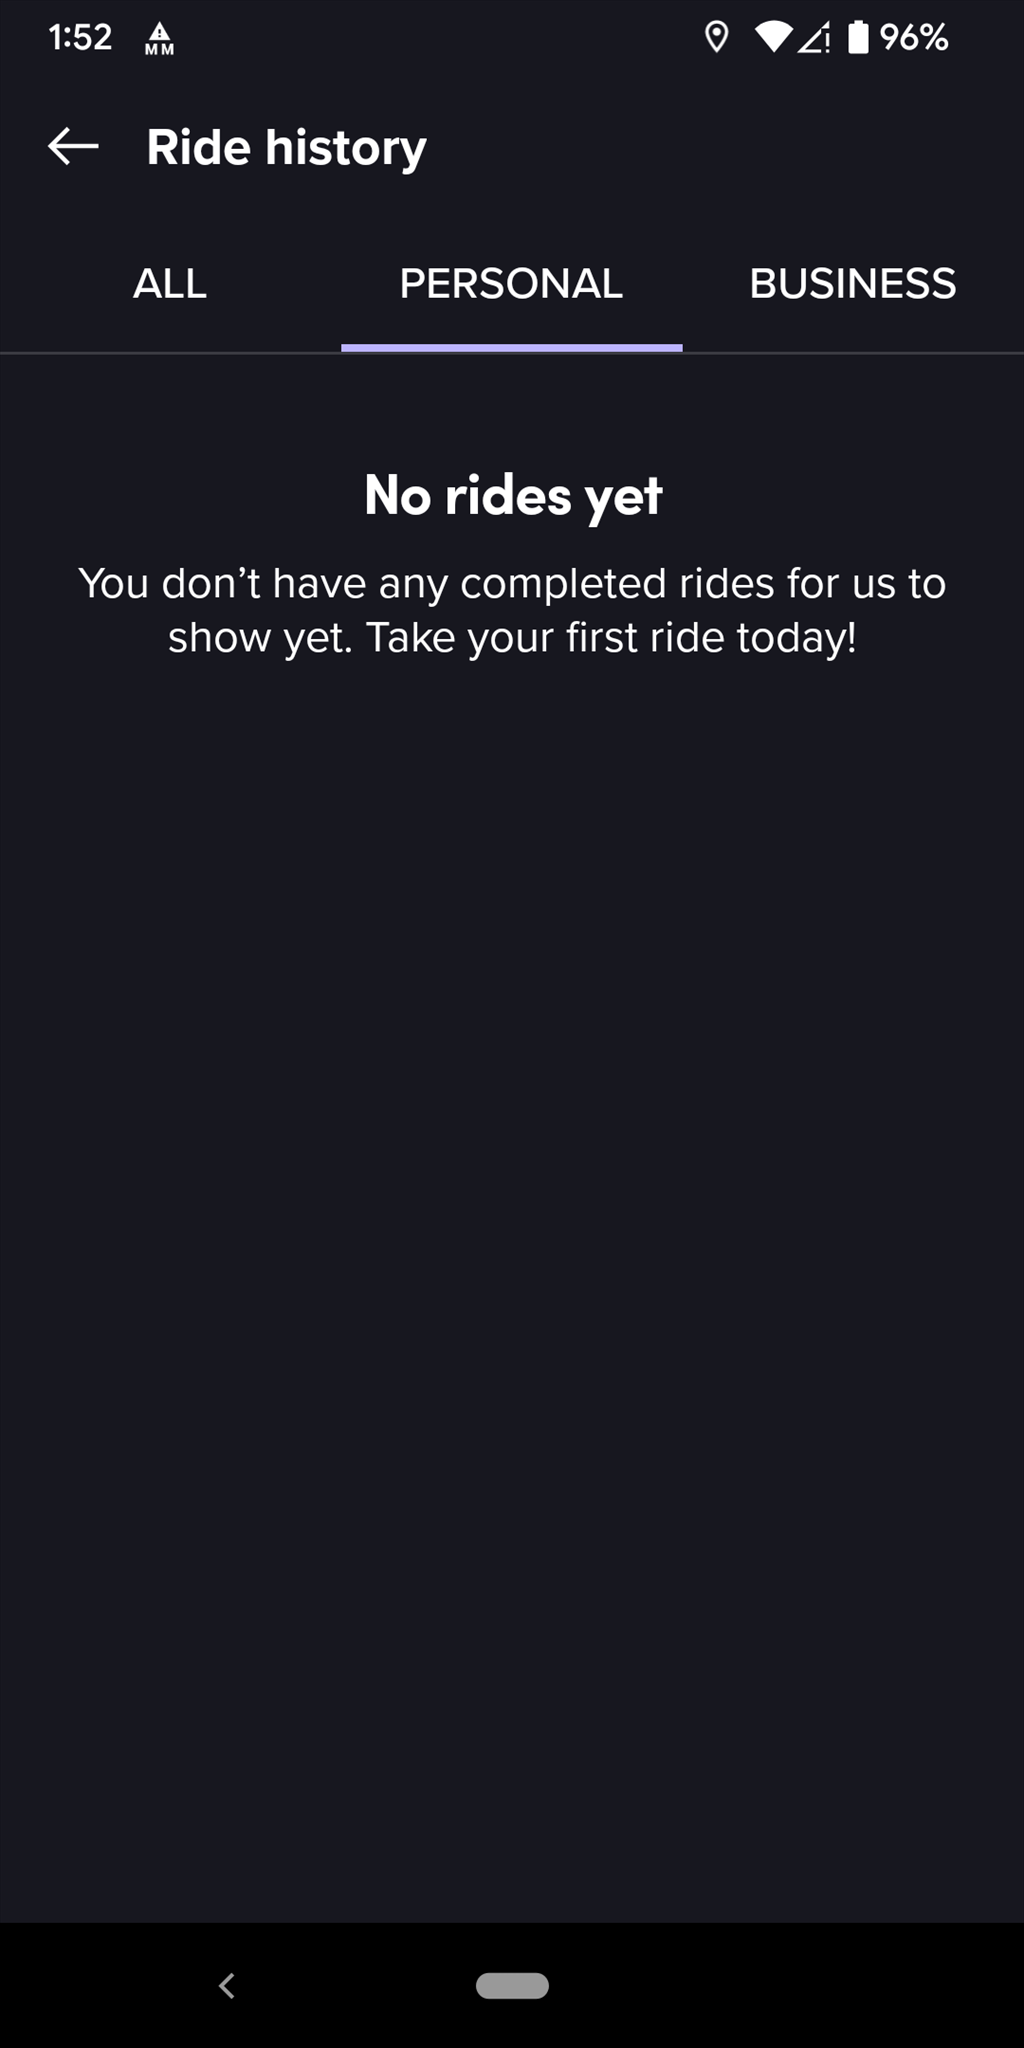 1:52 MM 96%
Ride history
ALL PERSONAL BUSINESS
No rides yet
You don’t have any completed rides for us to
show yet. Take your first ride today!